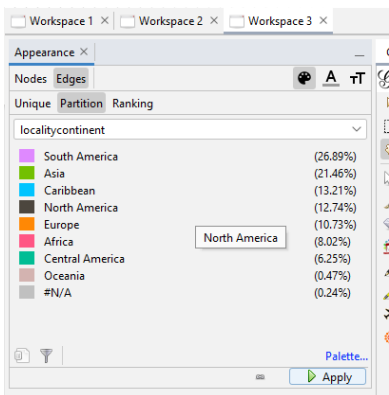 Workspace 1 × Workspace 2 × Workspace 3 ×
Appearance ×
Nodes Edges A TT
Unique Partition Ranking
localitycontinent
South America (26.89%)
Asia (21.46%)
Caribbean (13.21%)
North America (12.74%)
Europe (10.73%)
Africa (8.02%)
North America
Central America (6.25%)
Oceania (0.47%)
#N/A (0.24%)
Palette...
Apply